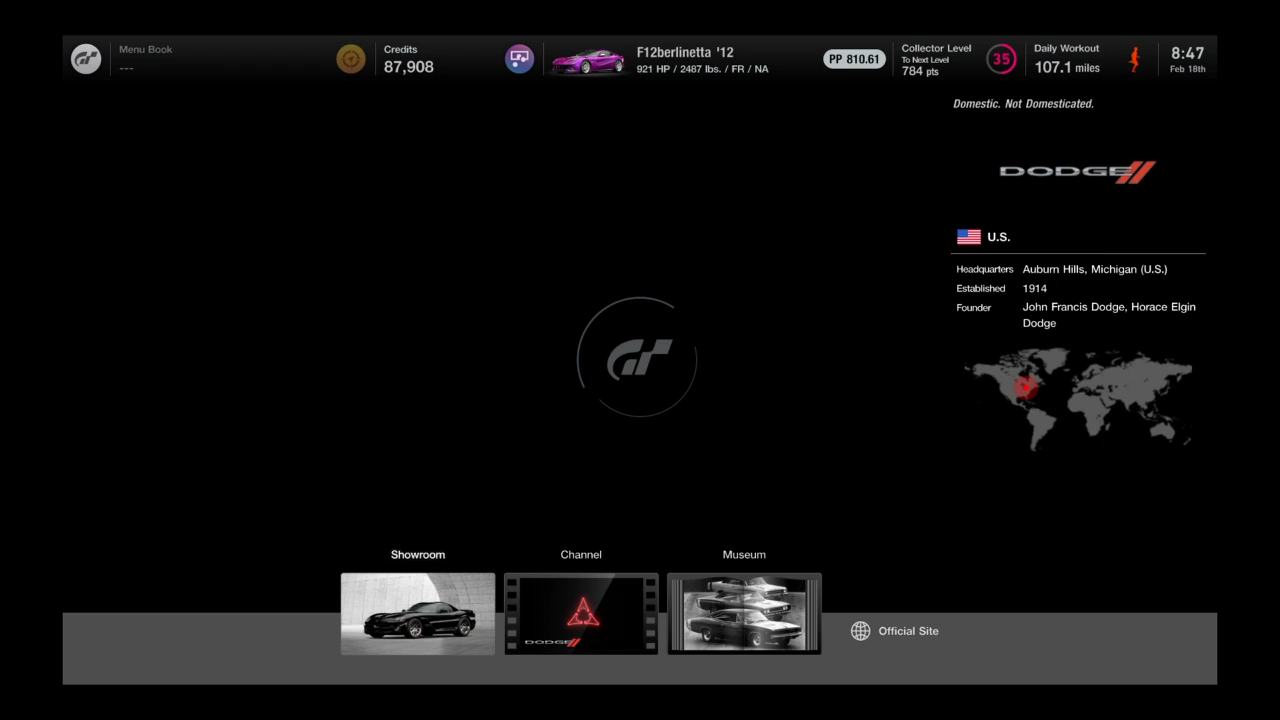 Menu Book
---
Credits
87,908
F12berlinetta '12
921 HP / 2487 lbs. / FR / NA
PP 810.61
Collector Level
To Next Level
784 pts
35
Daily Workout
107.1 miles
8:47
Feb 18th
Domestic. Not Domesticated.
DODGE
U.S.
Headquarters Auburn Hills, Michigan (U.S.)
Established 1914
Founder John Francis Dodge, Horace Elgin
Dodge
GT
Showroom
Channel
Museum
DODGE
Official Site